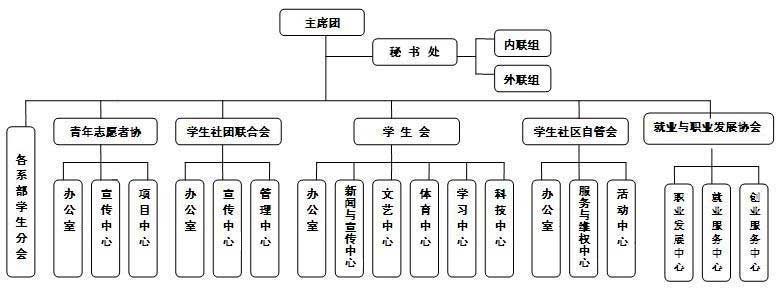 主席团
秘书处
内联组
外联组
各系部学生分会
青年志愿者协
学生社团联合会
学生会
学生社区自管会
就业与职业发展协会
办公室
宣传中心
项目中心
办公室
宣传中心
管理中心
办公室
新闻与宣传中心
文艺中心
体育中心
学习中心
科技中心
办公室
服务与维权中心
活动中心
职业发展中心
就业服务中心
创业服务中心